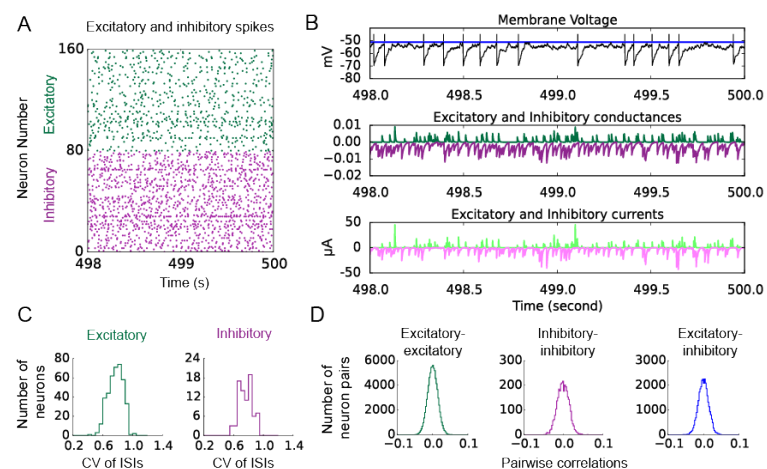 A
Excitatory and inhibitory spikes
160
80
0
Neuron Number
Excitatory
Inhibitory
498
499
500
Time (s)
B
Membrane Voltage
mV
-50
-60
-70
-80
498.0
498.5
499.0
499.5
500.0
Excitatory and Inhibitory conductances
0.01
0.00
−0.01
−0.02
498.0
498.5
499.0
499.5
500.0
Excitatory and Inhibitory currents
µA
50
0
-50
498.0
498.5
499.0
499.5
500.0
Time (second)
C
Excitatory
Number of
neurons
80
60
40
20
0
0.2
0.6
1.0
1.4
CV of ISIs
Inhibitory
24
18
12
6
0
0.2
0.6
1.0
1.4
CV of ISIs
D
Excitatory-
excitatory
Number of
neuron pairs
6000
4000
2000
0
−0.1
0.0
0.1
Inhibitory-
inhibitory
300
200
100
0
−0.1
0.0
0.1
Excitatory-
inhibitory
3000
2000
1000
0
−0.1
0.0
0.1
Pairwise correlations